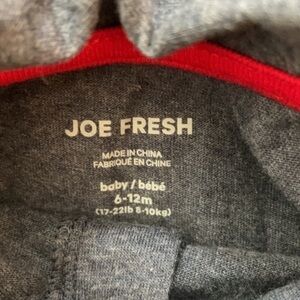 JOE FRESH
MADE IN CHINA
FABRIQUÉ EN CHINE
baby / bébé
6-12m
(17-22lb 8-10kg)